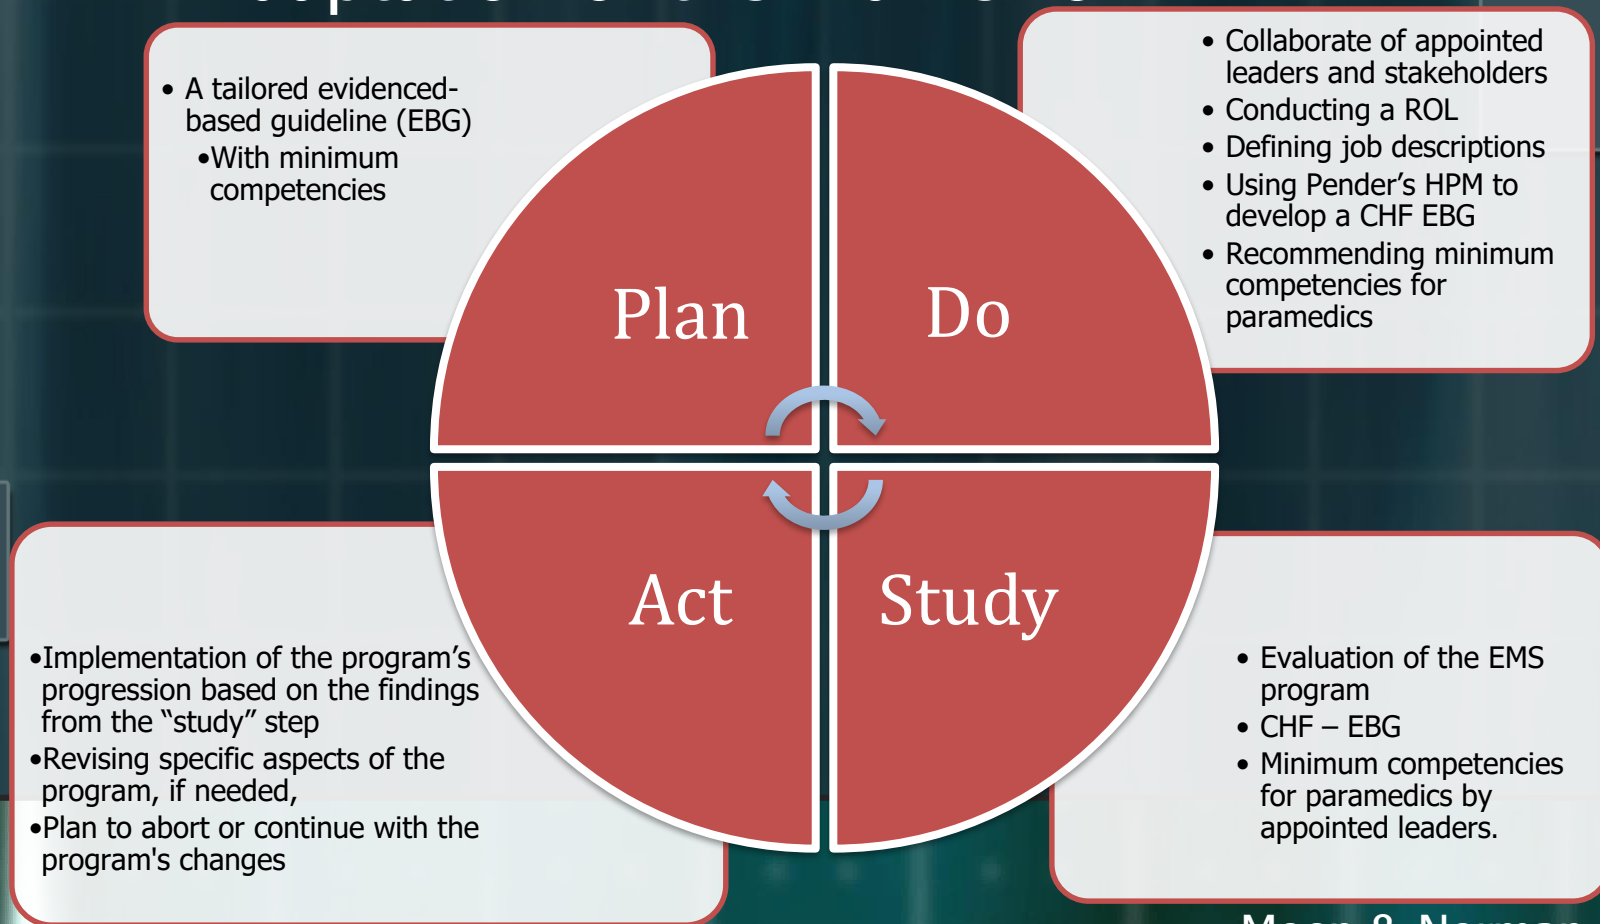 • A tailored evidenced-
based guideline (EBG)
•With minimum
competencies
• Collaborate of appointed
leaders and stakeholders
• Conducting a ROL
• Defining job descriptions
• Using Pender’s HPM to
develop a CHF EBG
• Recommending minimum
competencies for
paramedics
Plan
Do
Act
Study
•Implementation of the program’s
progression based on the findings
from the “study” step
•Revising specific aspects of the
program, if needed,
•Plan to abort or continue with the
program's changes
• Evaluation of the EMS
program
• CHF – EBG
• Minimum competencies
for paramedics by
appointed leaders.
Moen & Norman